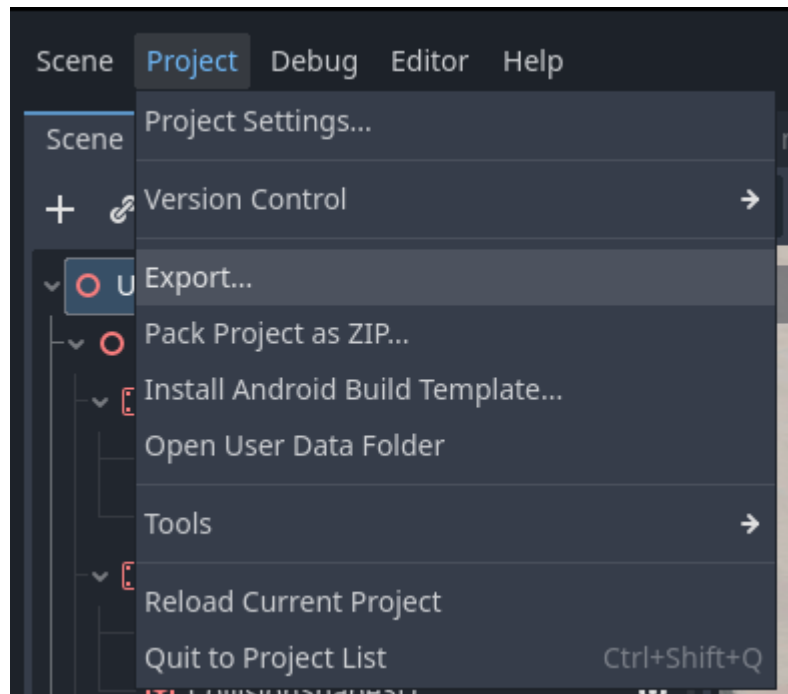 Scene Project Debug Editor Help
Scene
Project Settings...
Version Control
U
Export...
Pack Project as ZIP...
Install Android Build Template...
Open User Data Folder
Tools
Reload Current Project
Quit to Project List Ctrl+Shift+Q